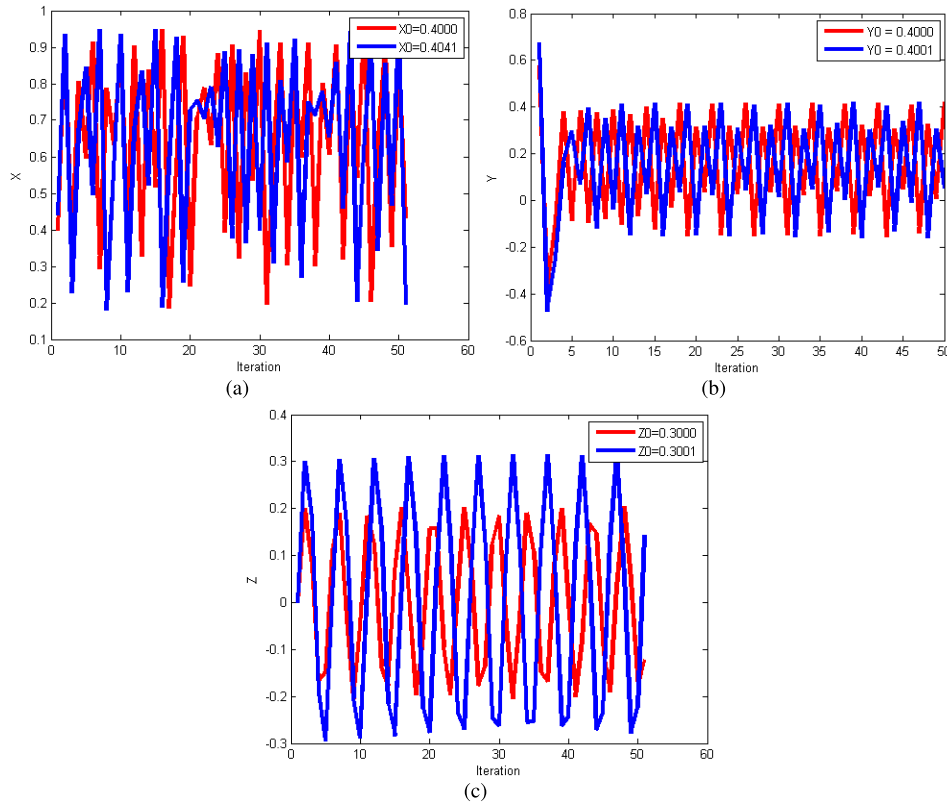 1
0.9
0.8
0.7
0.6
0.5
0.4
0.3
0.2
0.1
X
0 10 20 30 40 50 60
Iteration
X0=0.4000
X0=0.4041
(a)
0.8
0.6
0.4
0.2
0
-0.2
-0.4
-0.6
Y
0 5 10 15 20 25 30 35 40 45 50
Iteration
Y0 = 0.4000
Y0 = 0.4001
(b)
0.4
0.3
0.2
0.1
0
-0.1
-0.2
-0.3
Z
0 10 20 30 40 50 60
Iteration
Z0=0.3000
Z0=0.3001
(c)